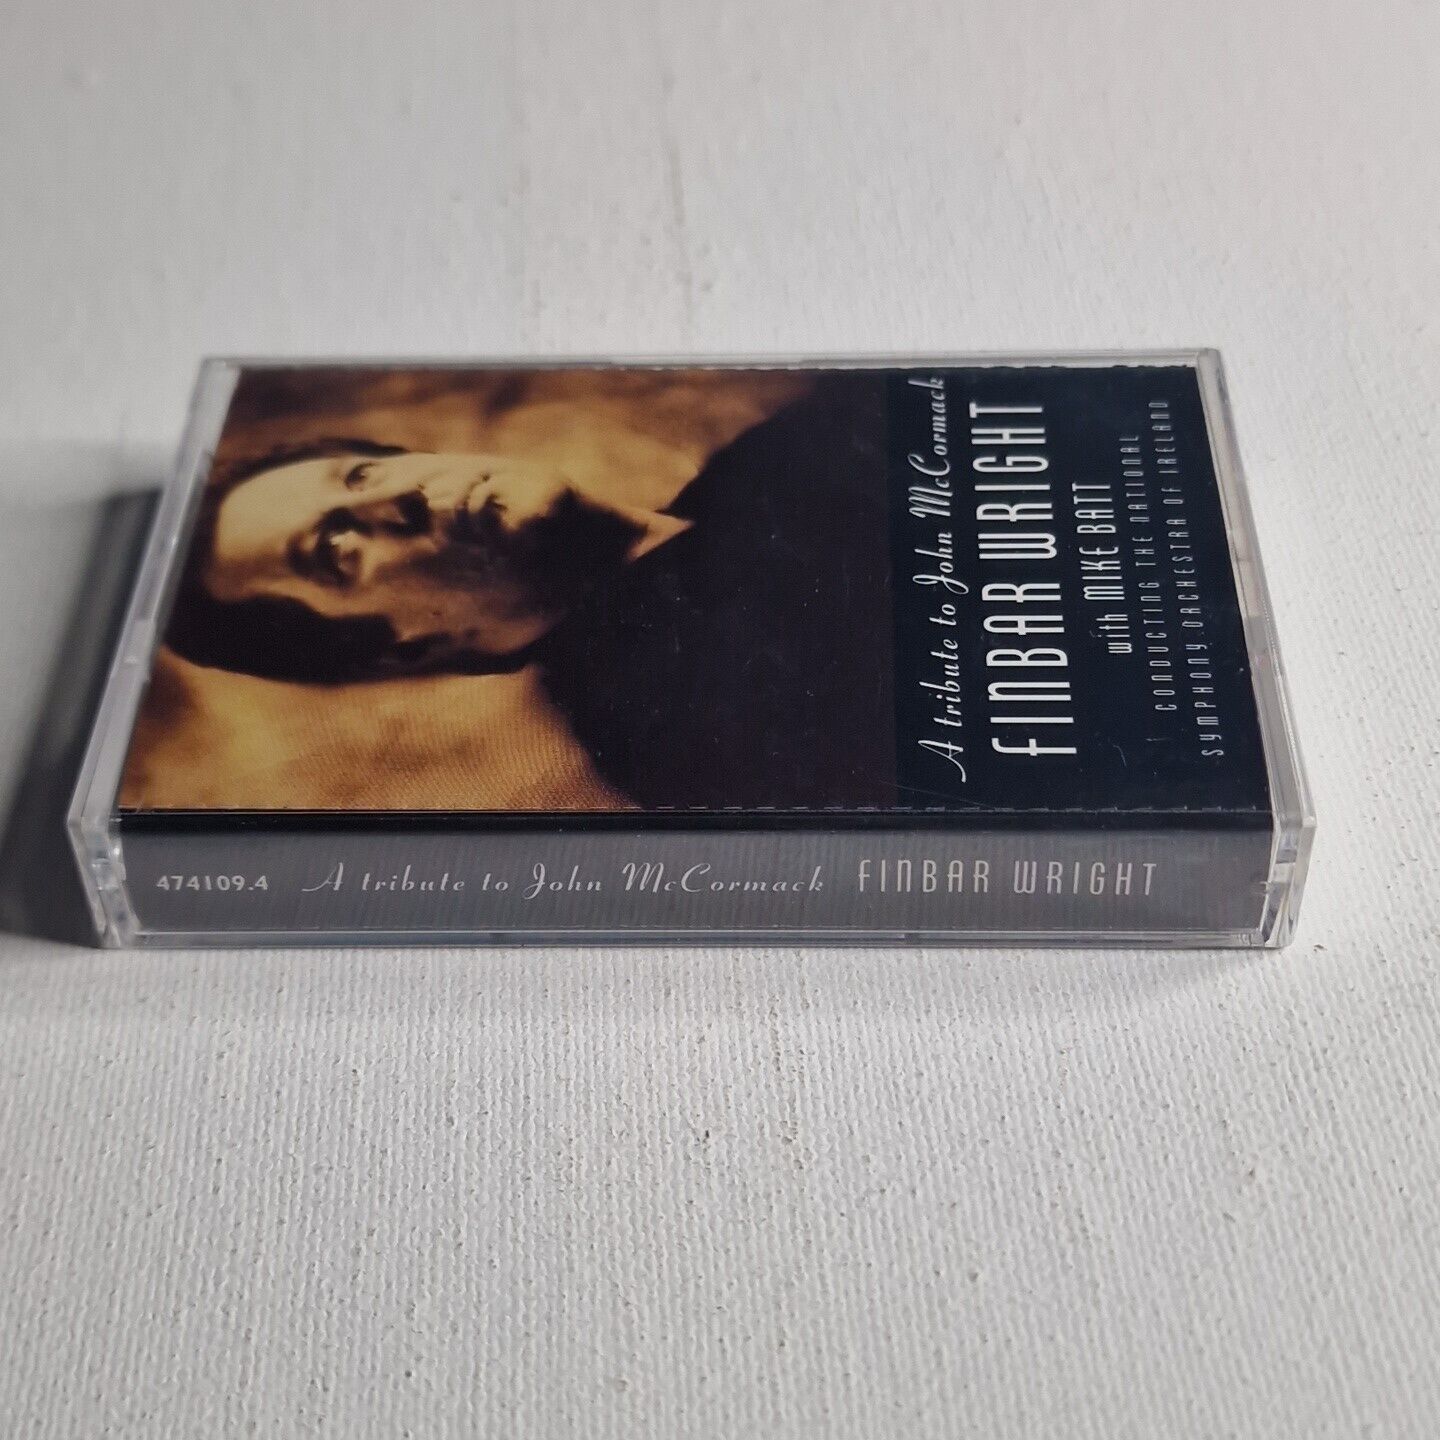 A tribute to John McCormack
FINBAR WRIGHT
with MIKE BATT
CONDUCTING THE NATIONAL
SYMPHONY ORCHESTRA OF IRELAND
474109.4 A tribute to John McCormack FINBAR WRIGHT